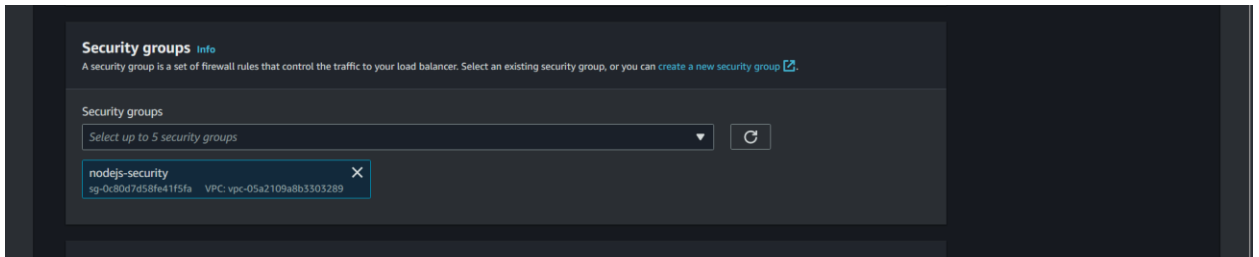 Security groups Info
A security group is a set of firewall rules that control the traffic to your load balancer. Select an existing security group, or you can create a new security group.
Security groups
Select up to 5 security groups
nodejs-security
sg-0c80d7d58fe41f5fa VPC: vpc-05a2109a8b3303289